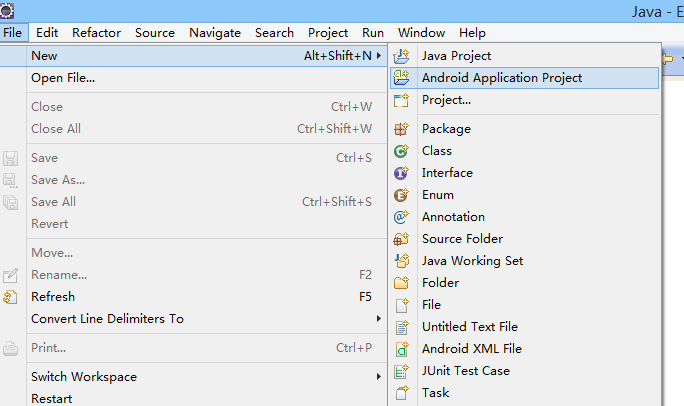 Java - E
File Edit Refactor Source Navigate Search Project Run Window Help
New Alt+Shift+N
Open File...
Close Ctrl+W
Close All Ctrl+Shift+W
Save Ctrl+S
Save As...
Save All Ctrl+Shift+S
Revert
Move...
Rename... F2
Refresh F5
Convert Line Delimiters To
Print... Ctrl+P
Switch Workspace
Restart
Java Project
Android Application Project
Project...
Package
Class
Interface
Enum
Annotation
Source Folder
Java Working Set
Folder
File
Untitled Text File
Android XML File
JUnit Test Case
Task